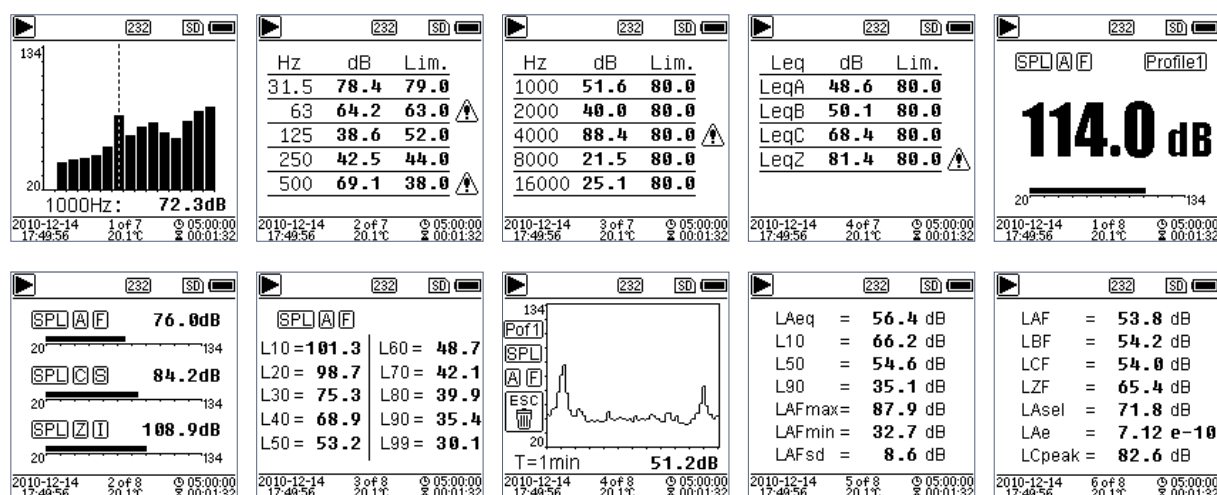 232 SD
134
20
1000Hz: 72.3dB
2010-12-14 1 of 7 05:00:00
17:49:56 20.1℃ 00:01:32
232 SD
Hz dB Lim.
31.5 78.4 79.0
63 64.2 63.0
125 38.6 52.0
250 42.5 44.0
500 69.1 38.0
2010-12-14 2 of 7 05:00:00
17:49:56 20.1℃ 00:01:32
232 SD
Hz dB Lim.
1000 51.6 80.0
2000 40.0 80.0
4000 88.4 80.0
8000 21.5 80.0
16000 25.1 80.0
2010-12-14 3 of 7 05:00:00
17:49:56 20.1℃ 00:01:32
232 SD
Leq dB Lim.
LeqA 48.6 80.0
LeqB 50.1 80.0
LeqC 68.4 80.0
LeqZ 81.4 80.0
2010-12-14 4 of 7 05:00:00
17:49:56 20.1℃ 00:01:32
232 SD
SPL A F Profile1
114.0 dB
20 134
2010-12-14 1 of 8 05:00:00
17:49:56 20.1℃ 00:01:32
232 SD
SPL A F 76.0dB
20 134
SPL C S 84.2dB
20 134
SPL Z I 108.9dB
20 134
2010-12-14 2 of 8 05:00:00
17:49:56 20.1℃ 00:01:32
232 SD
SPL A F
L10 = 101.3 L60 = 48.7
L20 = 98.7 L70 = 42.1
L30 = 75.3 L80 = 39.9
L40 = 68.9 L90 = 35.4
L50 = 53.2 L99 = 30.1
2010-12-14 3 of 8 05:00:00
17:49:56 20.1℃ 00:01:32
232 SD
134
Pof1
SPL
A F
ESC
20
T=1min 51.2dB
2010-12-14 4 of 8 05:00:00
17:49:56 20.1℃ 00:01:32
232 SD
LAeq = 56.4 dB
L10 = 66.2 dB
L50 = 54.6 dB
L90 = 35.1 dB
LAFmax= 87.9 dB
LAFmin = 32.7 dB
LAFsd = 8.6 dB
2010-12-14 5 of 8 05:00:00
17:49:56 20.1℃ 00:01:32
232 SD
LAF = 53.8 dB
LBF = 54.2 dB
LCF = 54.0 dB
LZF = 65.4 dB
LAsel = 71.8 dB
LAe = 7.12 e-10
LCpeak = 82.6 dB
2010-12-14 6 of 8 05:00:00
17:49:56 20.1℃ 00:01:32